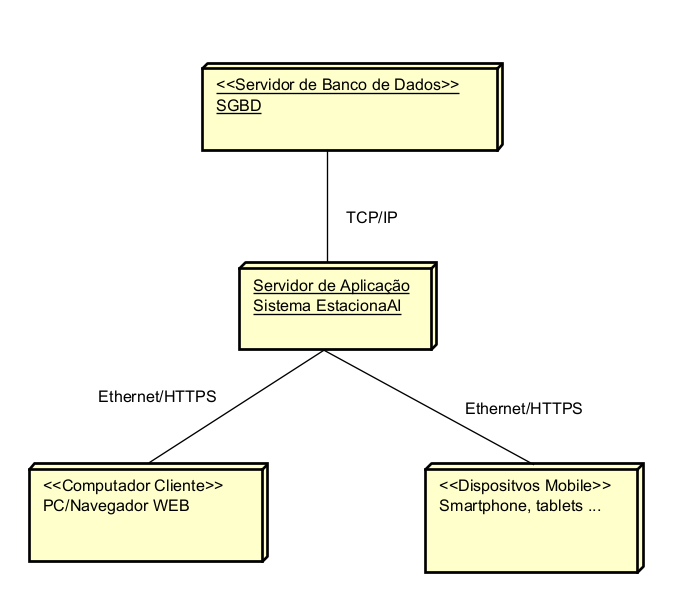 <<Servidor de Banco de Dados>>
SGBD
TCP/IP
Servidor de Aplicação
Sistema EstacionaAI
Ethernet/HTTPS
Ethernet/HTTPS
<<Computador Cliente>>
PC/Navegador WEB
<<Dispositvos Mobile>>
Smartphone, tablets ...